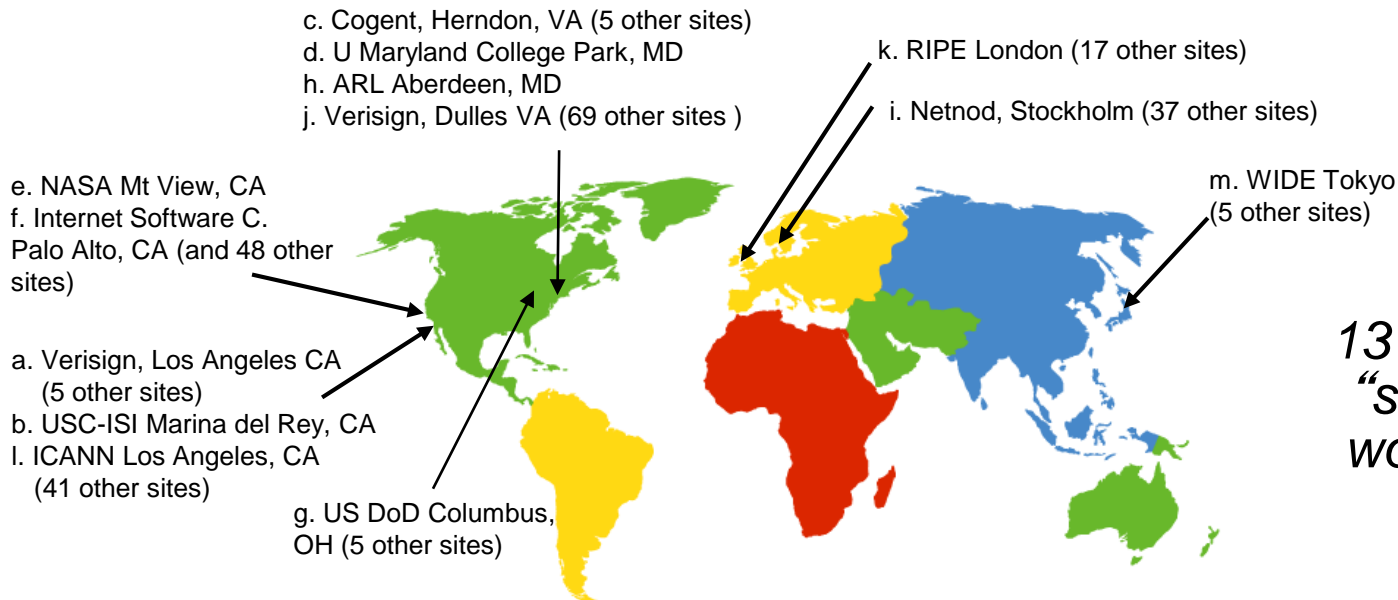 c. Cogent, Herndon, VA (5 other sites)
d. U Maryland College Park, MD
h. ARL Aberdeen, MD
j. Verisign, Dulles VA (69 other sites )
k. RIPE London (17 other sites)
i. Netnod, Stockholm (37 other sites)
m. WIDE Tokyo
(5 other sites)
e. NASA Mt View, CA
f. Internet Software C.
Palo Alto, CA (and 48 other
sites)
a. Verisign, Los Angeles CA
(5 other sites)
b. USC-ISI Marina del Rey, CA
l. ICANN Los Angeles, CA
(41 other sites)
g. US DoD Columbus,
OH (5 other sites)
13